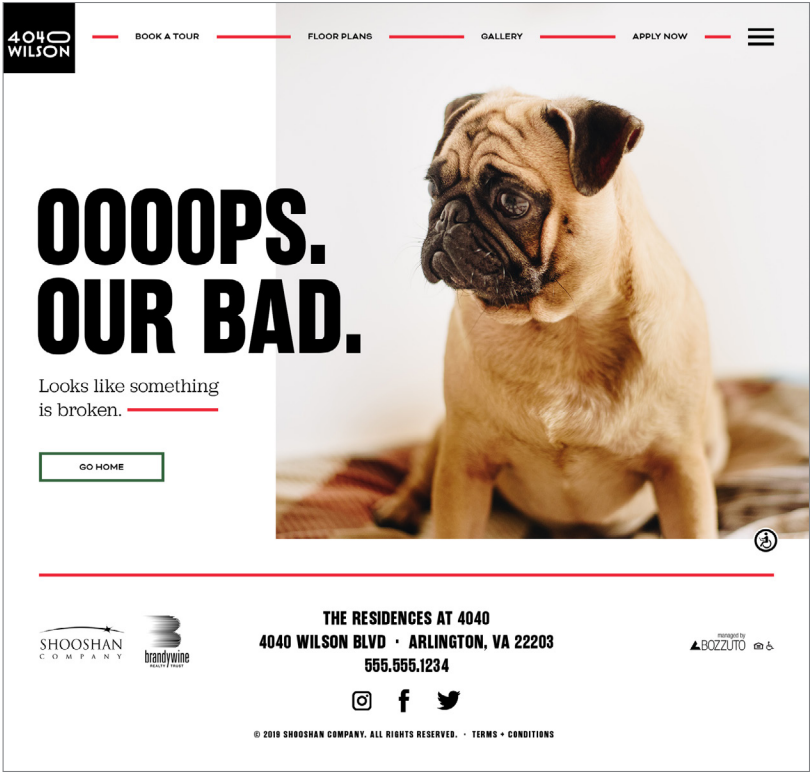 4040
WILSON
BOOK A TOUR
FLOOR PLANS
GALLERY
APPLY NOW
OOOOPS.
OUR BAD.
Looks like something
is broken.
GO HOME
SHOOSHAN
COMPANY
brandywine
REALTY TRUST
THE RESIDENCES AT 4040
4040 WILSON BLVD · ARLINGTON, VA 22203
555.555.1234
managed by
BOZZUTO
© 2019 SHOOSHAN COMPANY. ALL RIGHTS RESERVED. · TERMS + CONDITIONS